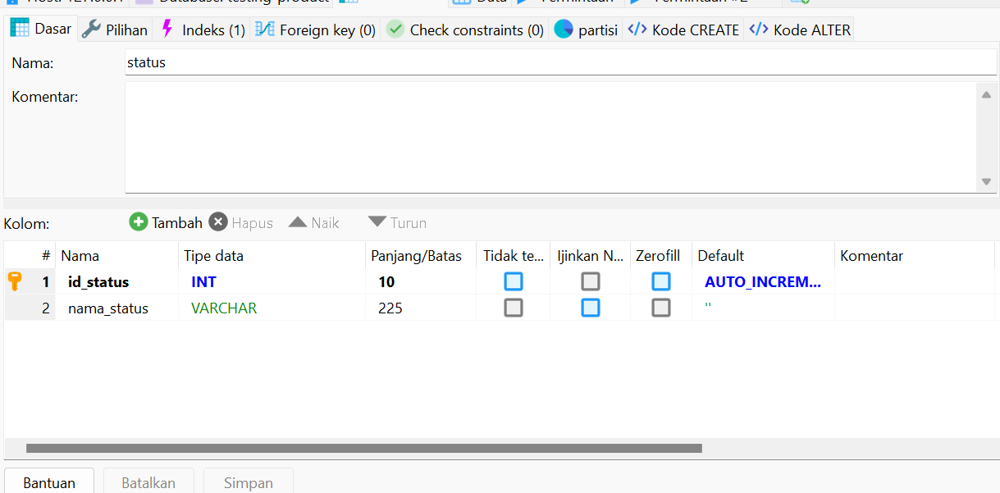 Dasar Pilihan Indeks (1) Foreign key (0) Check constraints (0) partisi Kode CREATE Kode ALTER
Nama: status
Komentar:
Kolom: Tambah Hapus Naik Turun
# Nama Tipe data Panjang/Batas Tidak te... Ijinkan N... Zerofill Default Komentar
1 id_status INT 10 AUTO_INCREM...
2 nama_status VARCHAR 225 ''
Bantuan Batalkan Simpan